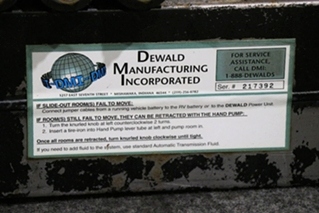 DEWALD
MANUFACTURING
INCORPORATED
FOR SERVICE
ASSISTANCE,
CALL DMI:
1-888-DEWALDS
Ser. # 217392
IF SLIDE-OUT ROOM(S) FAIL TO MOVE:
Connect jumper cables from a running vehicle battery to the RV battery or to the DEWALD Power Unit.
IF ROOM(S) STILL FAIL TO MOVE, THEY CAN BE RETRACTED WITH THE HAND PUMP:
1. Turn the knurled knob at left counterclockwise 2 turns.
2. Insert a tire-iron into Hand Pump lever tube at left and pump room in.
Once all rooms are retracted, turn knurled knob clockwise until tight.
If you need to add fluid to the system, use standard Automatic Transmission Fluid.